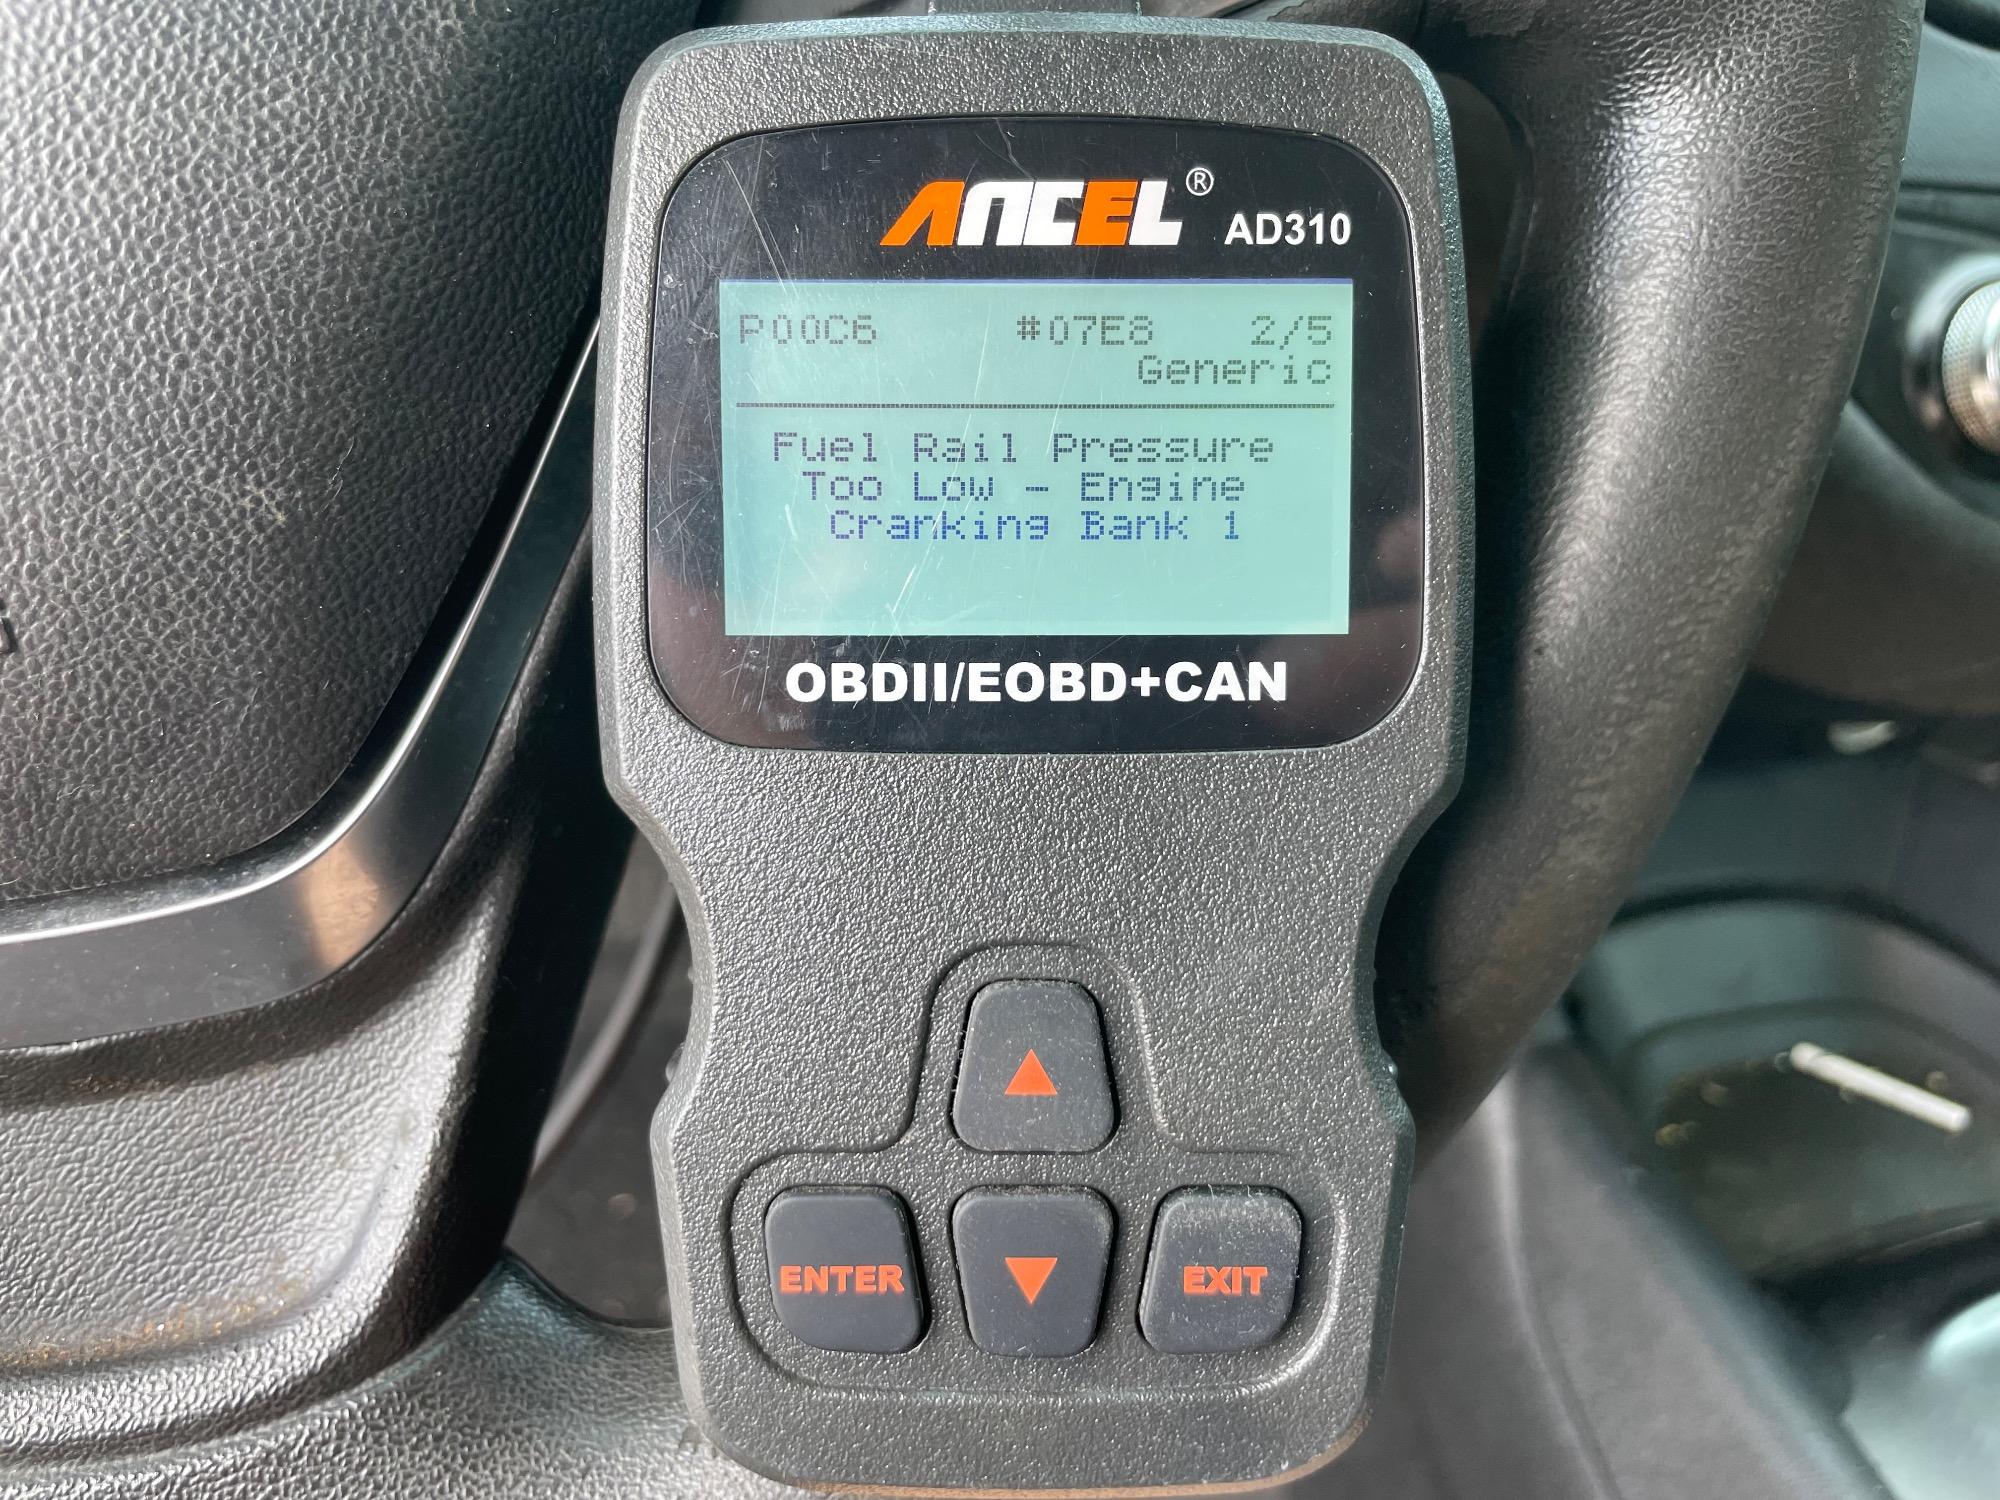 ANCEL® AD310
P00C6 #07E8 2/5
Generic
Fuel Rail Pressure
Too Low - Engine
Cranking Bank 1
OBDII/EOBD+CAN
ENTER EXIT